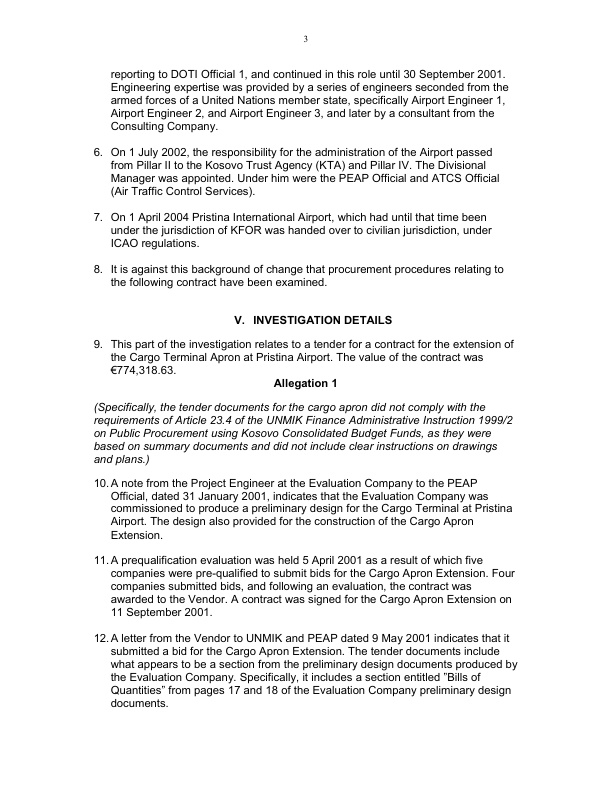 3
reporting to DOTI Official 1, and continued in this role until 30 September 2001.
Engineering expertise was provided by a series of engineers seconded from the
armed forces of a United Nations member state, specifically Airport Engineer 1,
Airport Engineer 2, and Airport Engineer 3, and later by a consultant from the
Consulting Company.
6. On 1 July 2002, the responsibility for the administration of the Airport passed
from Pillar II to the Kosovo Trust Agency (KTA) and Pillar IV. The Divisional
Manager was appointed. Under him were the PEAP Official and ATCS Official
(Air Traffic Control Services).
7. On 1 April 2004 Pristina International Airport, which had until that time been
under the jurisdiction of KFOR was handed over to civilian jurisdiction, under
ICAO regulations.
8. It is against this background of change that procurement procedures relating to
the following contract have been examined.
V. INVESTIGATION DETAILS
9. This part of the investigation relates to a tender for a contract for the extension of
the Cargo Terminal Apron at Pristina Airport. The value of the contract was
€774,318.63.
Allegation 1
(Specifically, the tender documents for the cargo apron did not comply with the
requirements of Article 23.4 of the UNMIK Finance Administrative Instruction 1999/2
on Public Procurement using Kosovo Consolidated Budget Funds, as they were
based on summary documents and did not include clear instructions on drawings
and plans.)
10. A note from the Project Engineer at the Evaluation Company to the PEAP
Official, dated 31 January 2001, indicates that the Evaluation Company was
commissioned to produce a preliminary design for the Cargo Terminal at Pristina
Airport. The design also provided for the construction of the Cargo Apron
Extension.
11. A prequalification evaluation was held 5 April 2001 as a result of which five
companies were pre-qualified to submit bids for the Cargo Apron Extension. Four
companies submitted bids, and following an evaluation, the contract was
awarded to the Vendor. A contract was signed for the Cargo Apron Extension on
11 September 2001.
12. A letter from the Vendor to UNMIK and PEAP dated 9 May 2001 indicates that it
submitted a bid for the Cargo Apron Extension. The tender documents include
what appears to be a section from the preliminary design documents produced by
the Evaluation Company. Specifically, it includes a section entitled ”Bills of
Quantities” from pages 17 and 18 of the Evaluation Company preliminary design
documents.